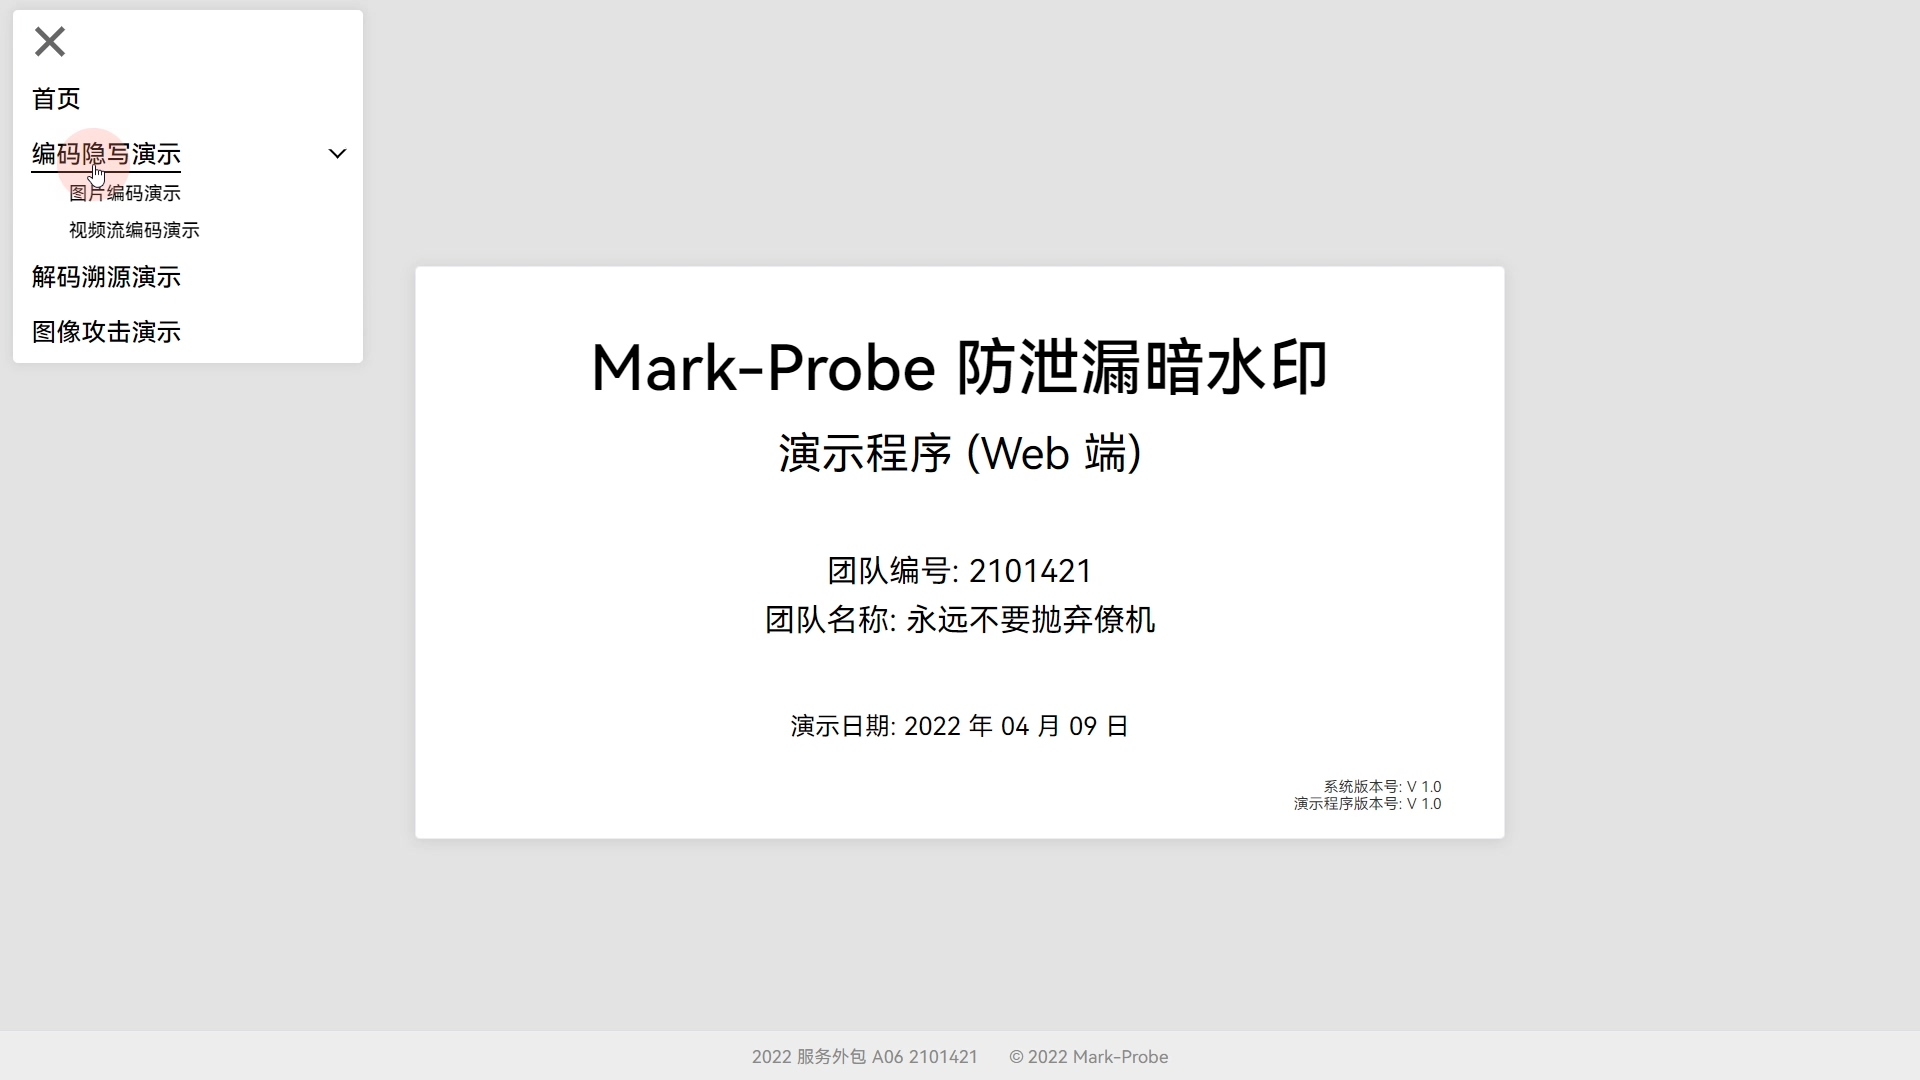 首页
编码隐写演示
图片编码演示
视频流编码演示
解码溯源演示
图像攻击演示
Mark-Probe 防泄漏暗水印
演示程序 (Web 端)
团队编号: 2101421
团队名称: 永远不要抛弃僚机
演示日期: 2022 年 04 月 09 日
系统版本号: V 1.0
演示程序版本号: V 1.0
2022 服务外包 A06 2101421 © 2022 Mark-Probe